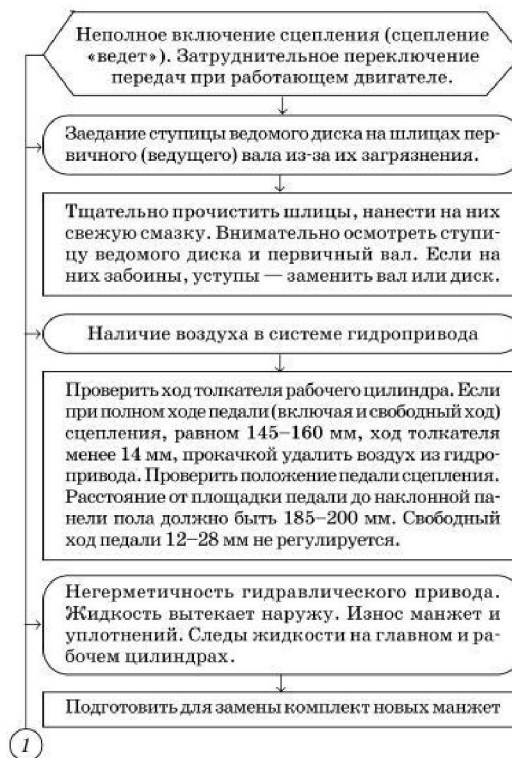 Неполное включение сцепления (сцепление
«ведет»). Затруднительное переключение
передач при работающем двигателе.
Заедание ступицы ведомого диска на шлицах пер-
вичного (ведущего) вала из-за их загрязнения.
Тщательно прочистить шлицы, нанести на них
свежую смазку. Внимательно осмотреть ступи-
цу ведомого диска и первичный вал. Если на
них забоины, уступы — заменить вал или диск.
Наличие воздуха в системе гидропривода
Проверить ход толкателя рабочего цилиндра. Если
при полном ходе педали (включая и свободный ход)
сцепления, равном 145–160 мм, ход толкателя
менее 14 мм, прокачкой удалить воздух из гидро-
привода. Проверить положение педали сцепления.
Расстояние от площадки педали до наклонной па-
нели пола должно быть 185–200 мм. Свободный
ход педали 12–28 мм не регулируется.
Негерметичность гидравлического привода.
Жидкость вытекает наружу. Износ манжет и
уплотнений. Следы жидкости на главном и ра-
бочем цилиндрах.
Подготовить для замены комплект новых манжет
1